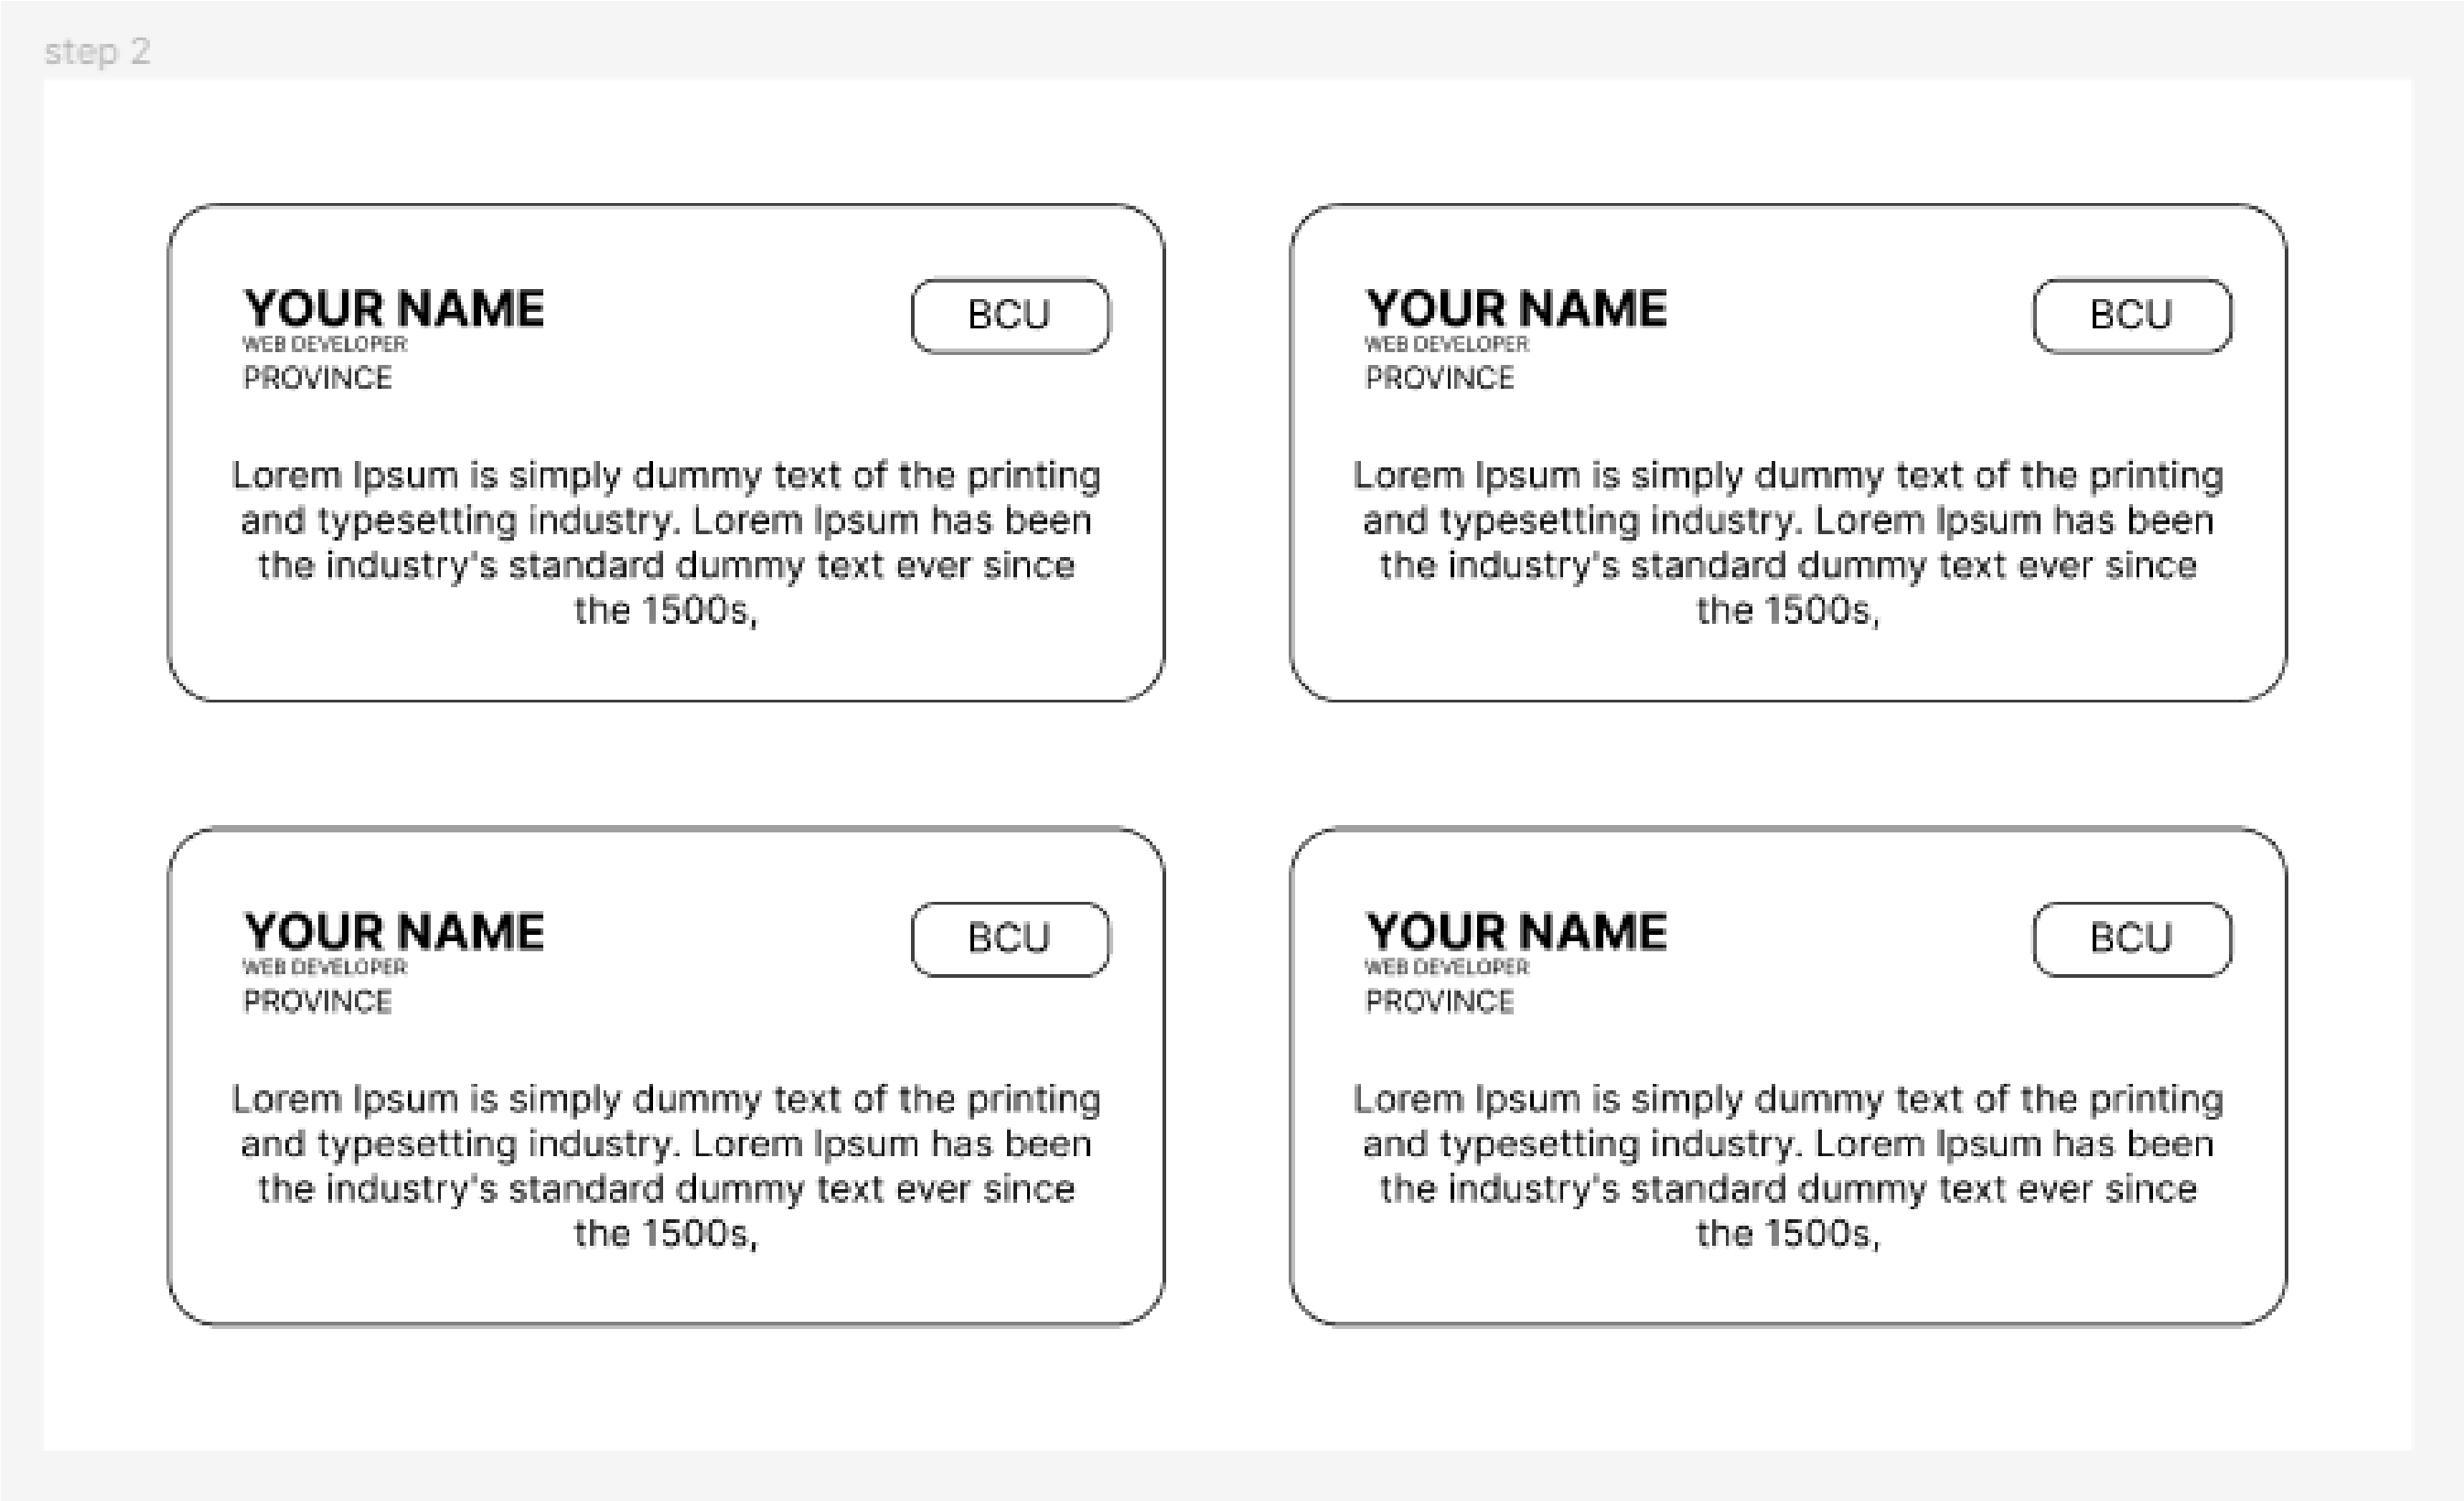 step 2
YOUR NAME
BCU
WEB DEVELOPER
PROVINCE
Lorem Ipsum is simply dummy text of the printing
and typesetting industry. Lorem Ipsum has been
the industry's standard dummy text ever since
the 1500s,
YOUR NAME
BCU
WEB DEVELOPER
PROVINCE
Lorem Ipsum is simply dummy text of the printing
and typesetting industry. Lorem Ipsum has been
the industry's standard dummy text ever since
the 1500s,
YOUR NAME
BCU
WEB DEVELOPER
PROVINCE
Lorem Ipsum is simply dummy text of the printing
and typesetting industry. Lorem Ipsum has been
the industry's standard dummy text ever since
the 1500s,
YOUR NAME
BCU
WEB DEVELOPER
PROVINCE
Lorem Ipsum is simply dummy text of the printing
and typesetting industry. Lorem Ipsum has been
the industry's standard dummy text ever since
the 1500s,